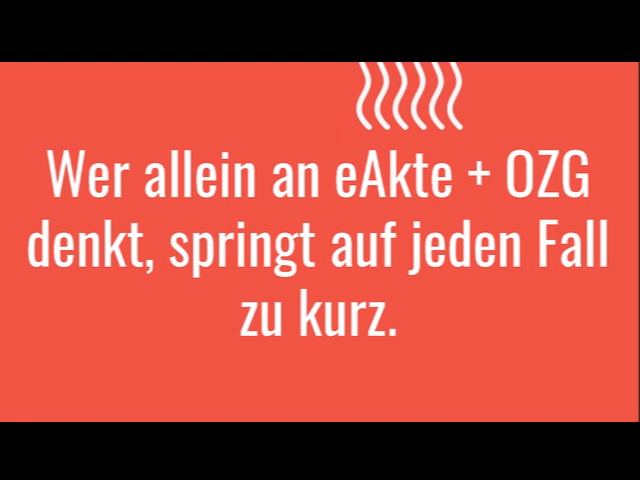 Wer allein an eAkte + OZG
denkt, springt auf jeden Fall
zu kurz.